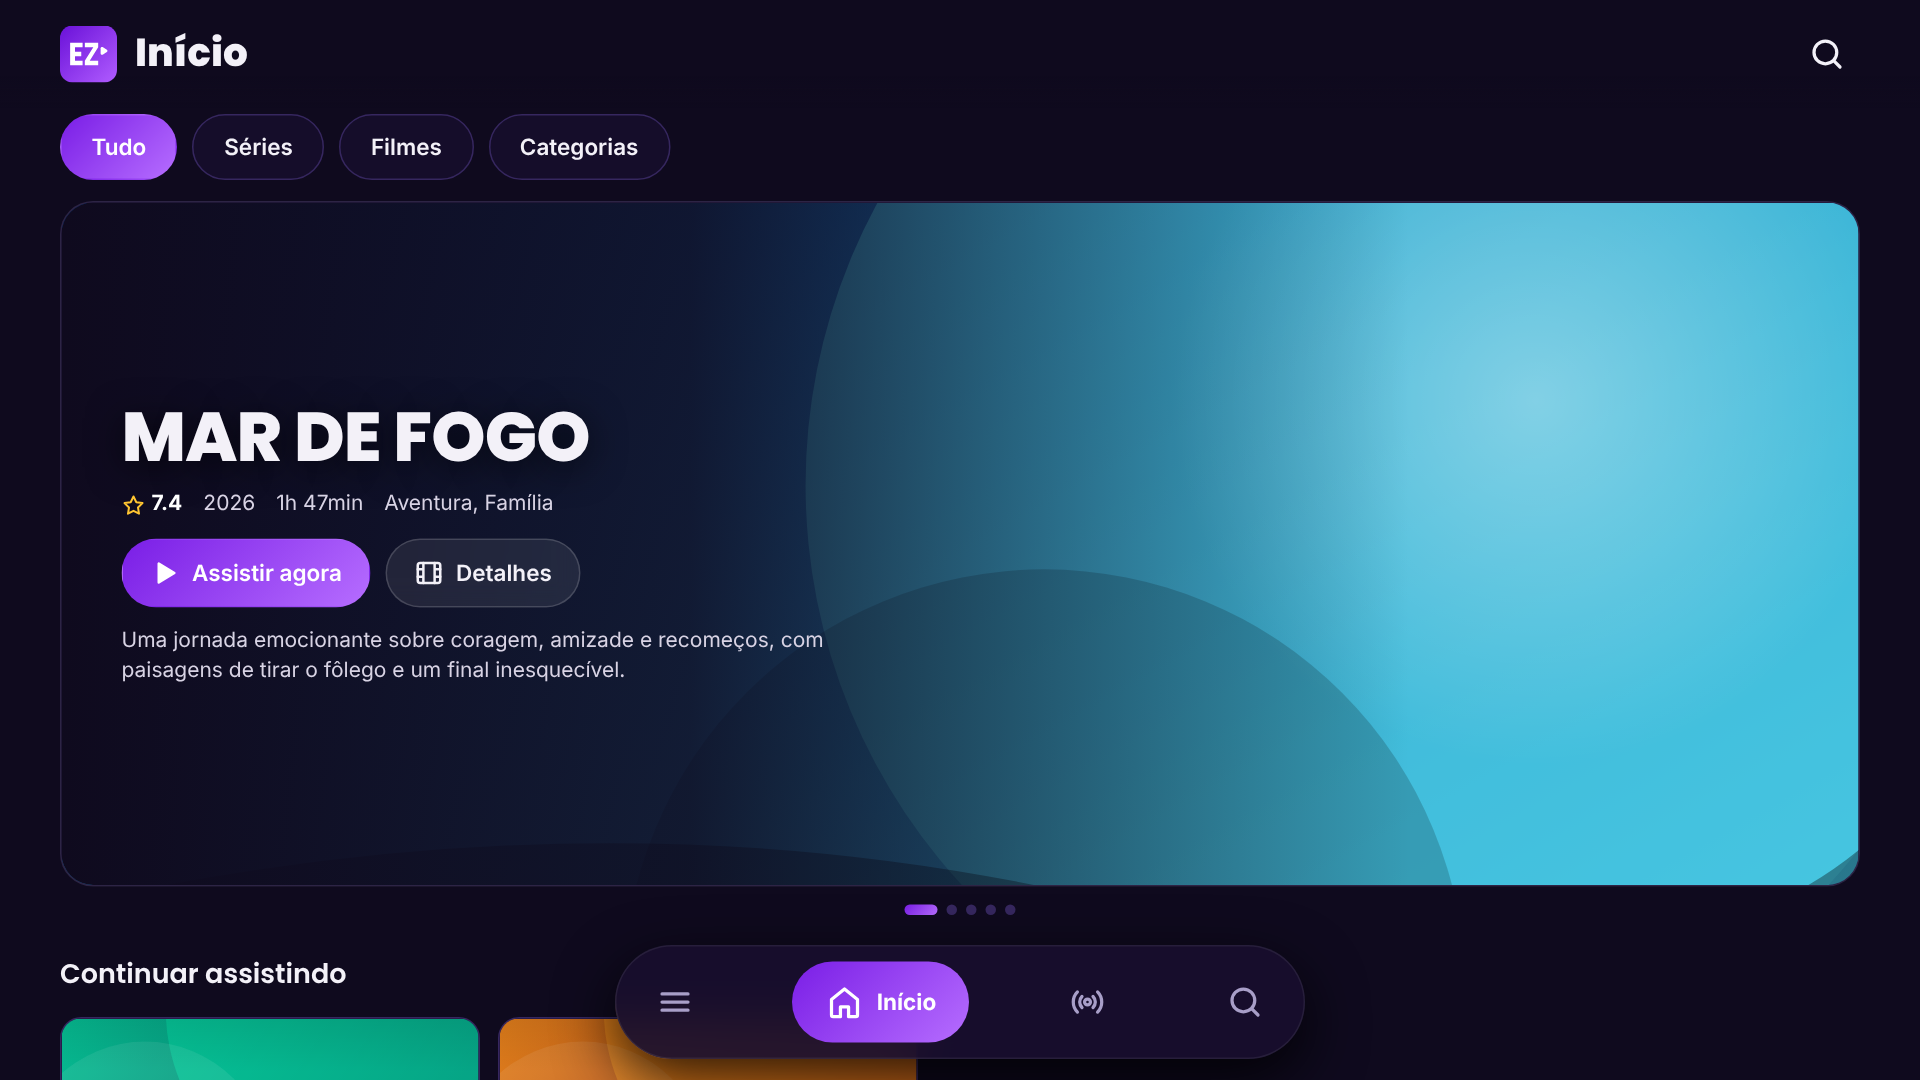 EZ Início
Tudo Séries Filmes Categorias
MAR DE FOGO
7.4 2026 1h 47min Aventura, Família
Assistir agora Detalhes
Uma jornada emocionante sobre coragem, amizade e recomeços, com
paisagens de tirar o fôlego e um final inesquecível.
Continuar assistindo
Início